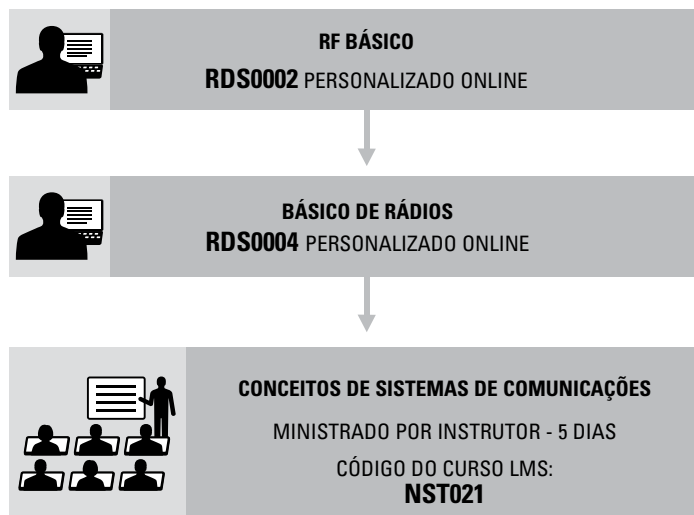 RF BÁSICO
RDS0002 PERSONALIZADO ONLINE
BÁSICO DE RÁDIOS
RDS0004 PERSONALIZADO ONLINE
CONCEITOS DE SISTEMAS DE COMUNICAÇÕES
MINISTRADO POR INSTRUTOR - 5 DIAS
CÓDIGO DO CURSO LMS:
NST021